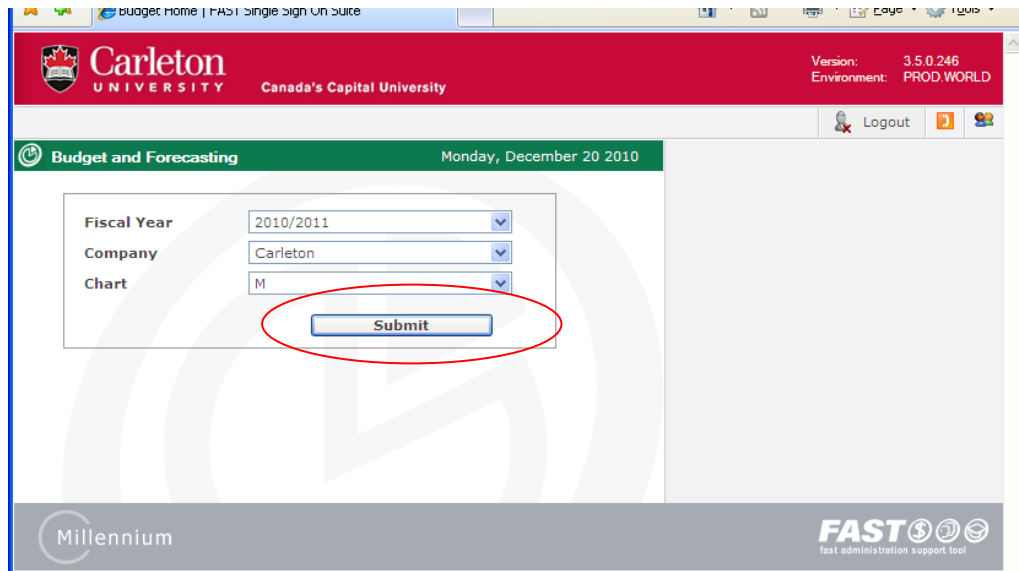 Budget Home | FAST Single Sign On Suite
Page
Tools
Carleton
UNIVERSITY
Canada's Capital University
Version: 3.5.0.246
Environment: PROD.WORLD
Logout
Budget and Forecasting
Monday, December 20 2010
Fiscal Year 2010/2011
Company Carleton
Chart M
Submit
Millennium
FAST
fast administration support tool